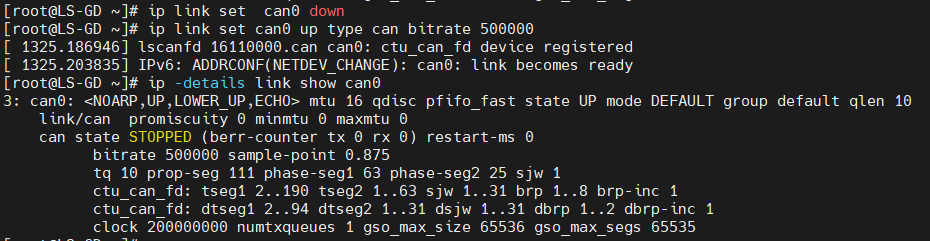 [root@LS-GD ~]# ip link set  can0 down
[root@LS-GD ~]# ip link set can0 up type can bitrate 500000
[ 1325.186946] lscanfd 16110000.can can0: ctu_can_fd device registered
[ 1325.203835] IPv6: ADDRCONF(NETDEV_CHANGE): can0: link becomes ready
[root@LS-GD ~]# ip -details link show can0
3: can0: <NOARP,UP,LOWER_UP,ECHO> mtu 16 qdisc pfifo_fast state UP mode DEFAULT group default qlen 10
    link/can  promiscuity 0 minmtu 0 maxmtu 0
    can state STOPPED (berr-counter tx 0 rx 0) restart-ms 0
          bitrate 500000 sample-point 0.875
          tq 10 prop-seg 111 phase-seg1 63 phase-seg2 25 sjw 1
          ctu_can_fd: tseg1 2..190 tseg2 1..63 sjw 1..31 brp 1..8 brp-inc 1
          ctu_can_fd: dtseg1 2..94 dtseg2 1..31 dsjw 1..31 dbrp 1..2 dbrp-inc 1
          clock 200000000 numtxqueues 1 gso_max_size 65536 gso_max_segs 65535